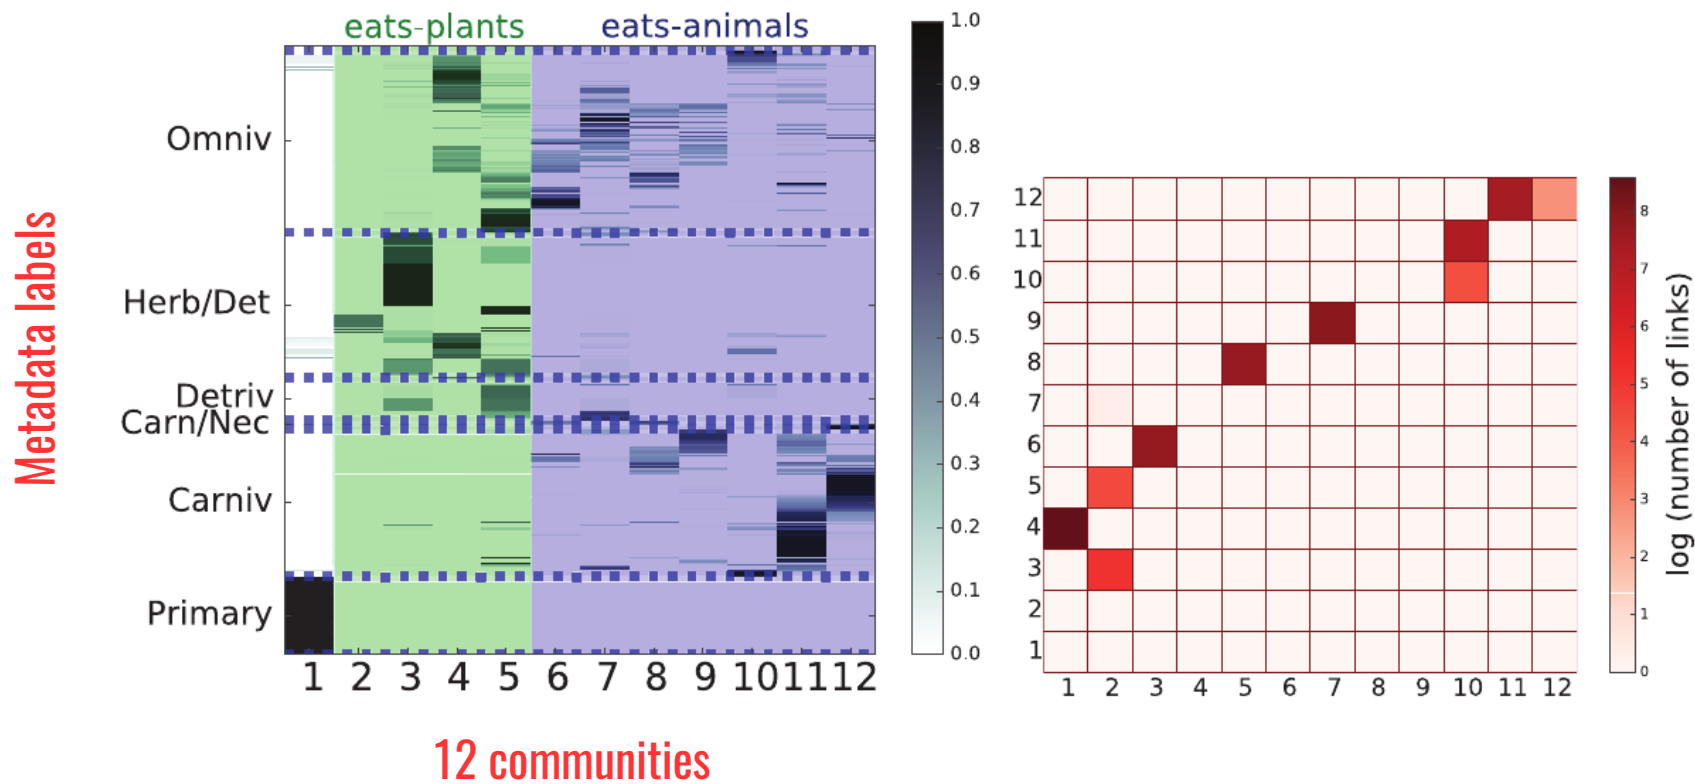 eats-plants eats-animals
Metadata labels
Omniv
Herb/Det
Detriv
Carn/Nec
Carniv
Primary
1 2 3 4 5 6 7 8 9 10 11 12
12 communities
1.0
0.9
0.8
0.7
0.6
0.5
0.4
0.3
0.2
0.1
0.0
12
11
10
9
8
7
6
5
4
3
2
1
1 2 3 4 5 6 7 8 9 10 11 12
8
7
6
5
4
3
2
1
0
log (number of links)